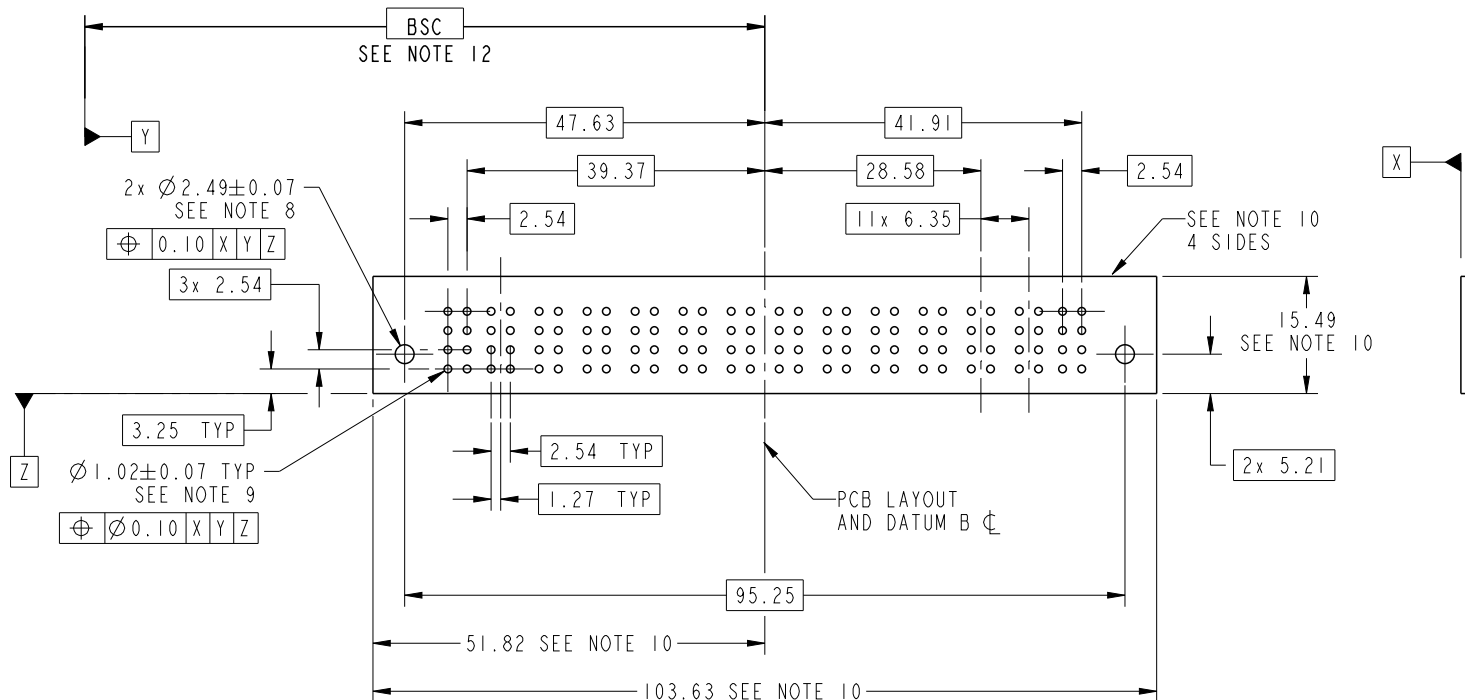 BSC
SEE NOTE 12
47.63
41.91
Y
X
39.37
28.58
2.54
2x Ø2.49±0.07
SEE NOTE 8
2.54
11x 6.35
SEE NOTE 10
4 SIDES
⌖ 0.10 X Y Z
3x 2.54
15.49
SEE NOTE 10
3.25 TYP
2.54 TYP
2x 5.21
Z
Ø1.02±0.07 TYP
SEE NOTE 9
1.27 TYP
PCB LAYOUT
AND DATUM B ℄
⌖ Ø0.10 X Y Z
95.25
51.82 SEE NOTE 10
103.63 SEE NOTE 10